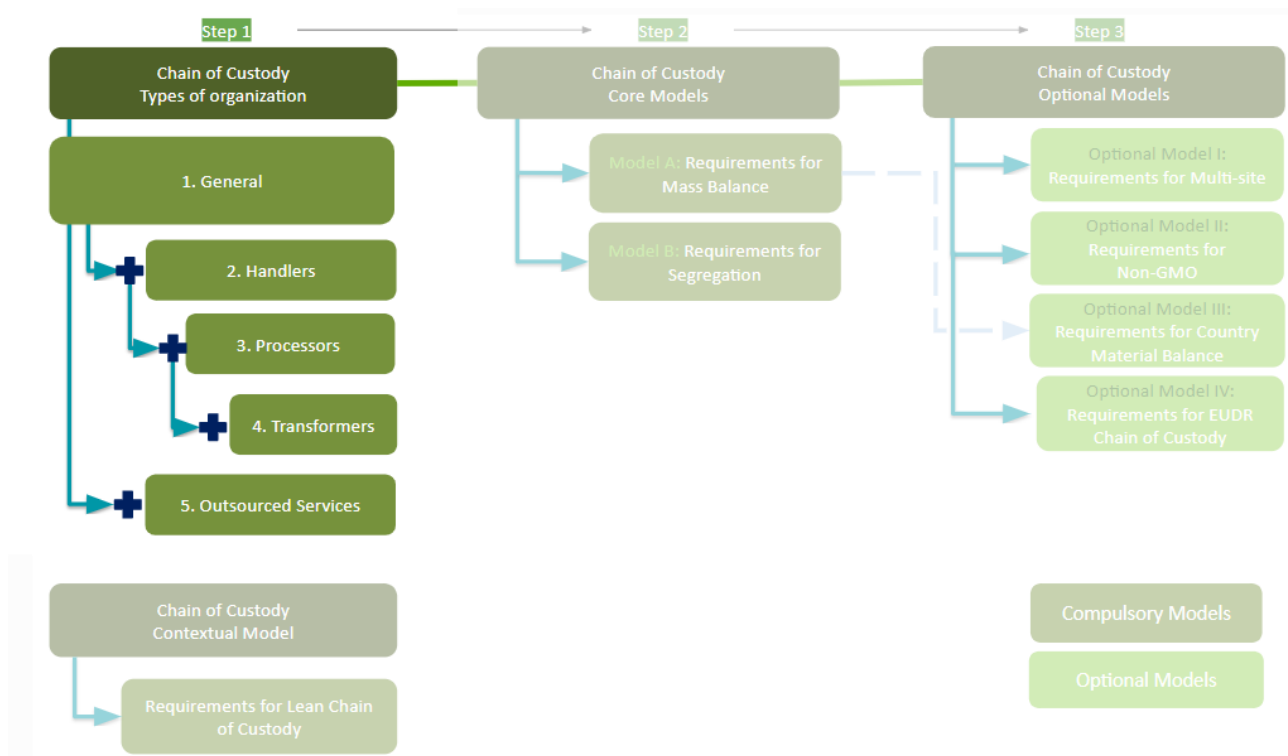 Step 1
Step 2
Step 3
Chain of Custody
Types of organization
Chain of Custody
Core Models
Chain of Custody
Optional Models
1. General
2. Handlers
3. Processors
4. Transformers
5. Outsourced Services
Model A: Requirements for
Mass Balance
Model B: Requirements for
Segregation
Optional Model I:
Requirements for Multi-site
Optional Model II:
Requirements for
Non-GMO
Optional Model III:
Requirements for Country
Material Balance
Optional Model IV:
Requirements for EUDR
Chain of Custody
Chain of Custody
Contextual Model
Requirements for Lean Chain
of Custody
Compulsory Models
Optional Models